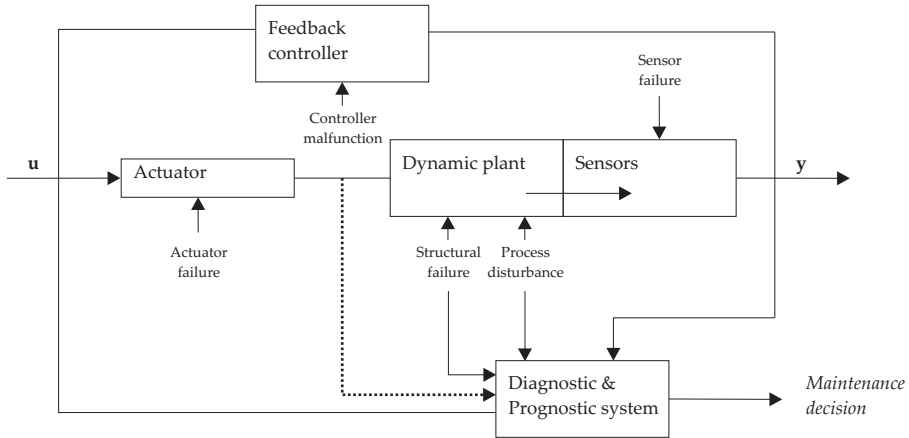 Feedback
controller
Sensor
failure
Controller
malfunction
u
Actuator
Dynamic plant
Sensors
y
Actuator
failure
Structural
failure
Process
disturbance
Diagnostic &
Prognostic system
Maintenance
decision